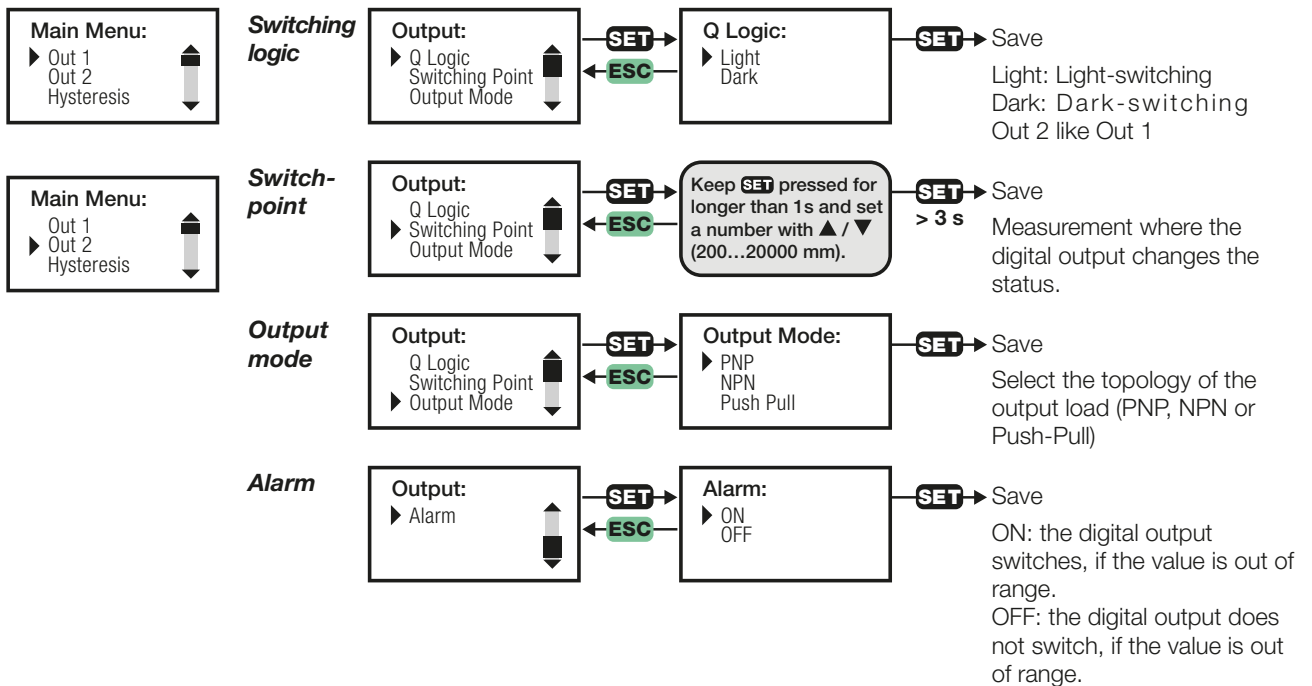 Main Menu:
Out 1
Out 2
Hysteresis
Switching
logic
Output:
Q Logic
Switching Point
Output Mode
SET
ESC
Q Logic:
Light
Dark
SET
Save
Light: Light-switching
Dark: Dark-switching
Out 2 like Out 1
Main Menu:
Out 1
Out 2
Hysteresis
Switch-
point
Output:
Q Logic
Switching Point
Output Mode
SET
ESC
Keep SET pressed for
longer than 1s and set
a number with ▲ / ▼
(200…20000 mm).
SET
> 3 s
Save
Measurement where the
digital output changes the
status.
Output
mode
Output:
Q Logic
Switching Point
Output Mode
SET
ESC
Output Mode:
PNP
NPN
Push Pull
SET
Save
Select the topology of the
output load (PNP, NPN or
Push-Pull)
Alarm
Output:
Alarm
SET
ESC
Alarm:
ON
OFF
SET
Save
ON: the digital output
switches, if the value is out of
range.
OFF: the digital output does
not switch, if the value is out
of range.